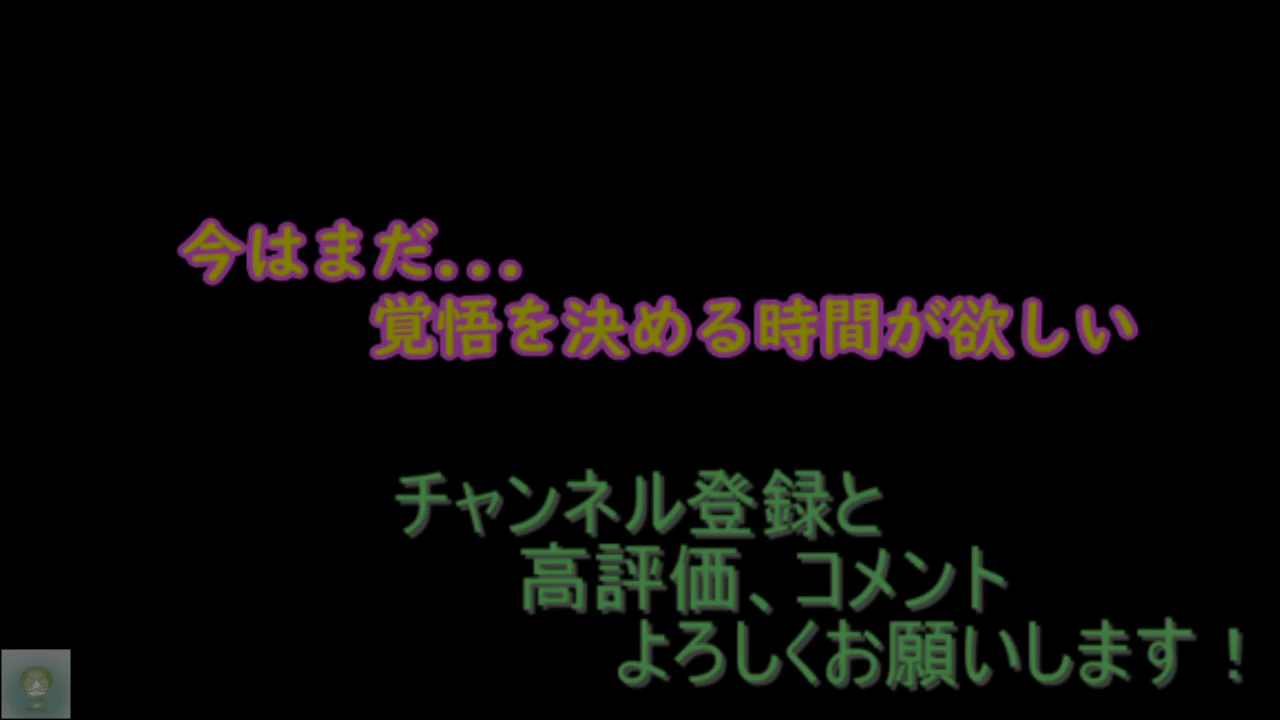 今はまだ...
覚悟を決める時間が欲しい
チャンネル登録と
高評価、コメント
よろしくお願いします！